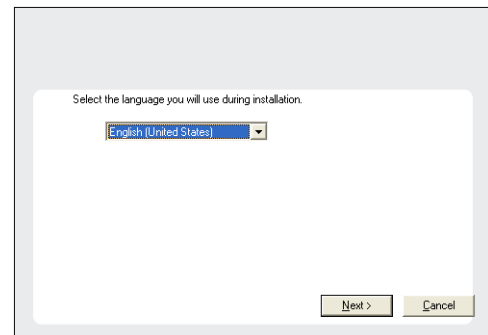 Select the language you will use during installation.
English (United States)
Next >
Cancel